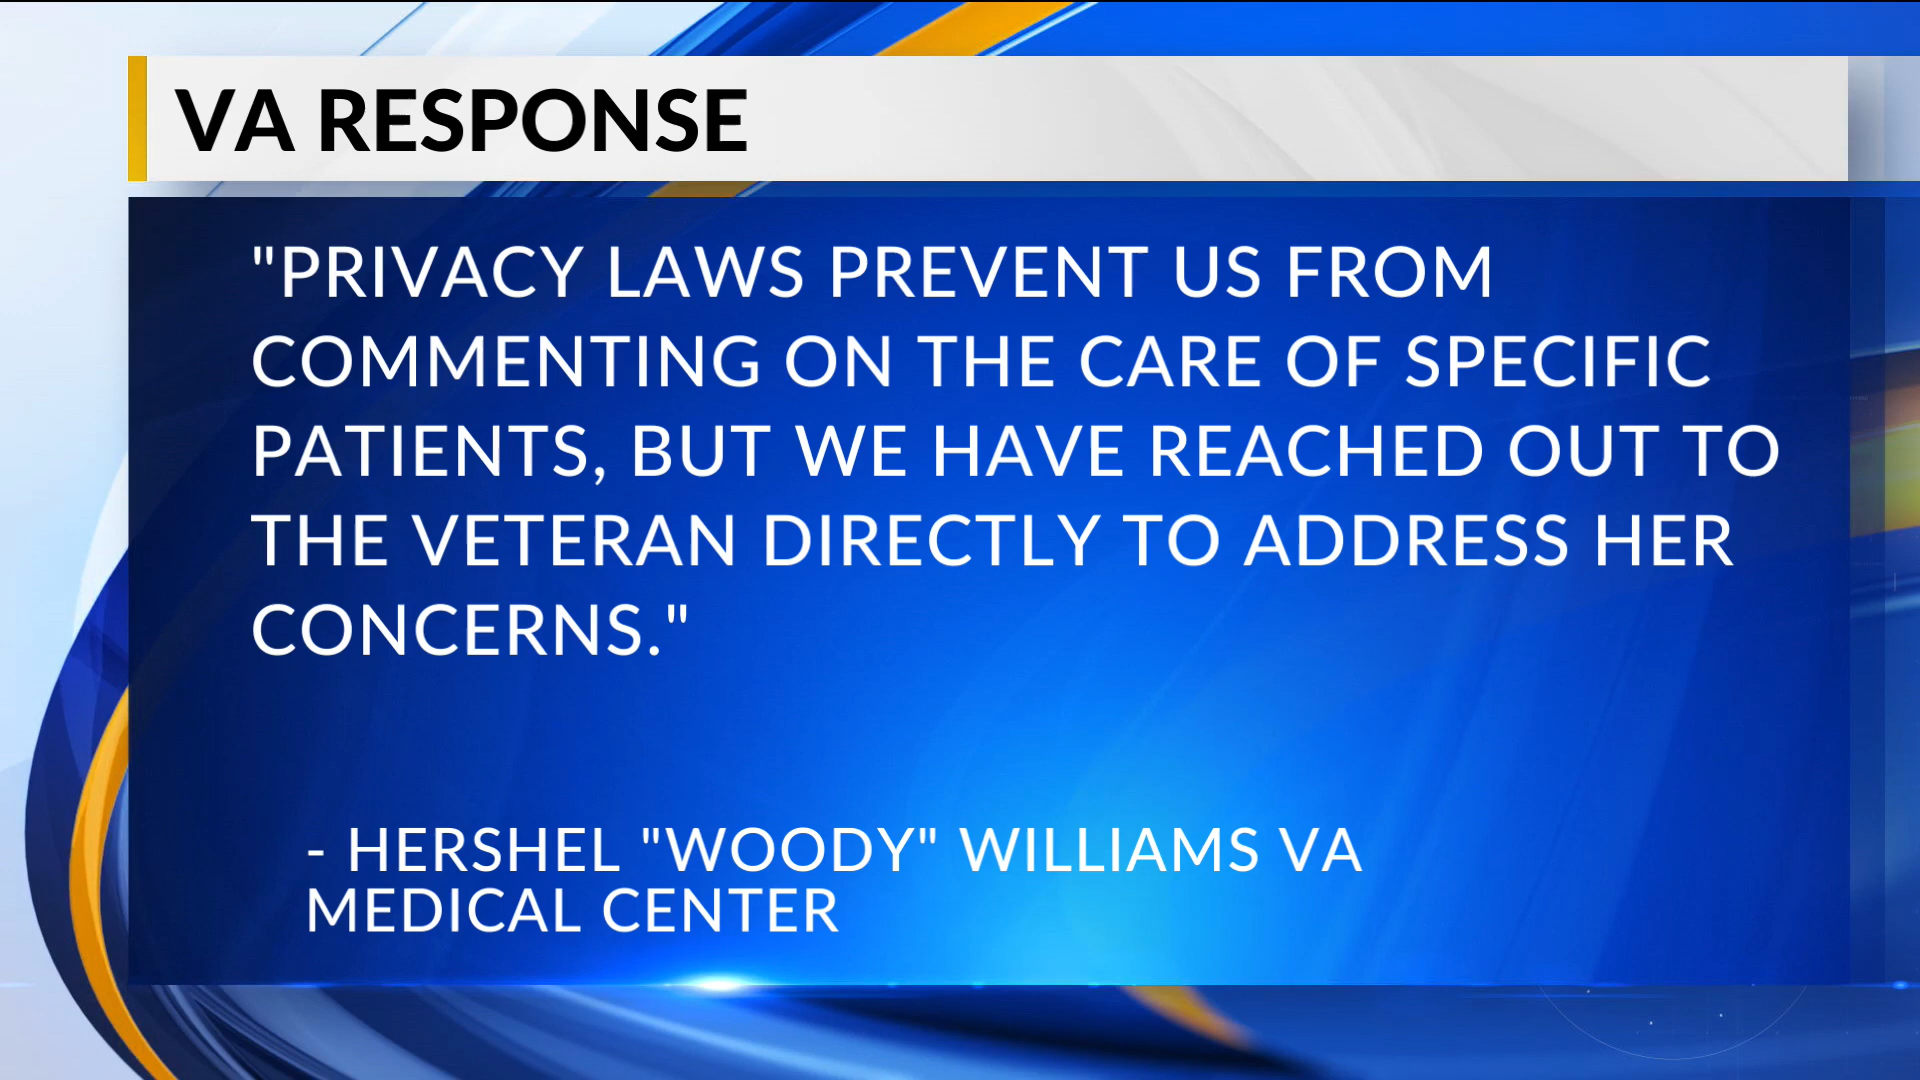 VA RESPONSE
"PRIVACY LAWS PREVENT US FROM
COMMENTING ON THE CARE OF SPECIFIC
PATIENTS, BUT WE HAVE REACHED OUT TO
THE VETERAN DIRECTLY TO ADDRESS HER
CONCERNS."
- HERSHEL "WOODY" WILLIAMS VA
MEDICAL CENTER